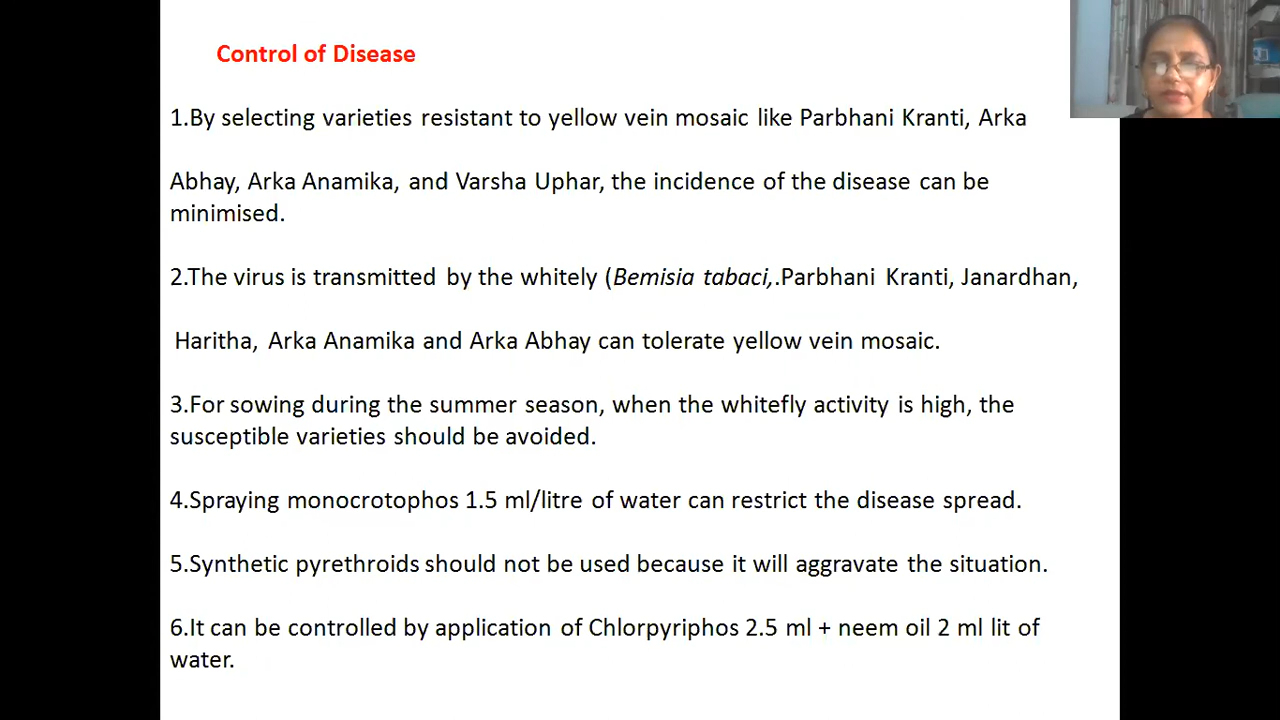 Control of Disease
1.By selecting varieties resistant to yellow vein mosaic like Parbhani Kranti, Arka
Abhay, Arka Anamika, and Varsha Uphar, the incidence of the disease can be
minimised.
2.The virus is transmitted by the whitely (Bemisia tabaci,.Parbhani Kranti, Janardhan,
Haritha, Arka Anamika and Arka Abhay can tolerate yellow vein mosaic.
3.For sowing during the summer season, when the whitefly activity is high, the
susceptible varieties should be avoided.
4.Spraying monocrotophos 1.5 ml/litre of water can restrict the disease spread.
5.Synthetic pyrethroids should not be used because it will aggravate the situation.
6.It can be controlled by application of Chlorpyriphos 2.5 ml + neem oil 2 ml lit of
water.